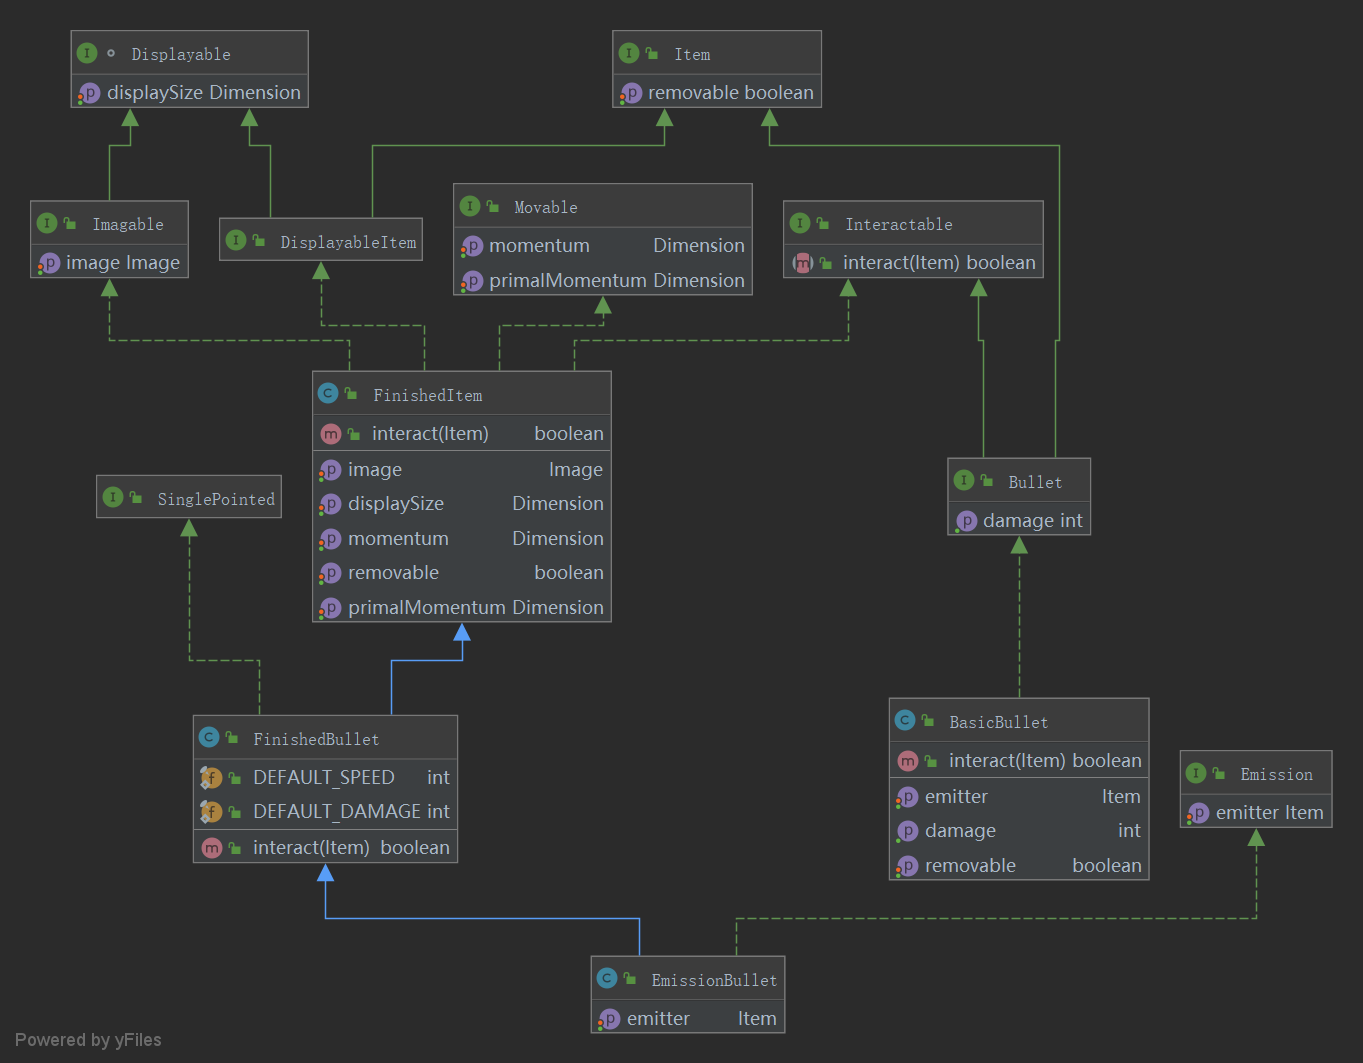 Displayable
displaySize Dimension
Item
removable boolean
Imagable
image Image
DisplayableItem
Movable
momentum Dimension
primalMomentum Dimension
Interactable
interact(Item) boolean
FinishedItem
interact(Item) boolean
image Image
displaySize Dimension
momentum Dimension
removable boolean
primalMomentum Dimension
SinglePointed
Bullet
damage int
FinishedBullet
DEFAULT_SPEED int
DEFAULT_DAMAGE int
interact(Item) boolean
BasicBullet
interact(Item) boolean
emitter Item
damage int
removable boolean
Emission
emitter Item
EmissionBullet
emitter Item
Powered by yFiles